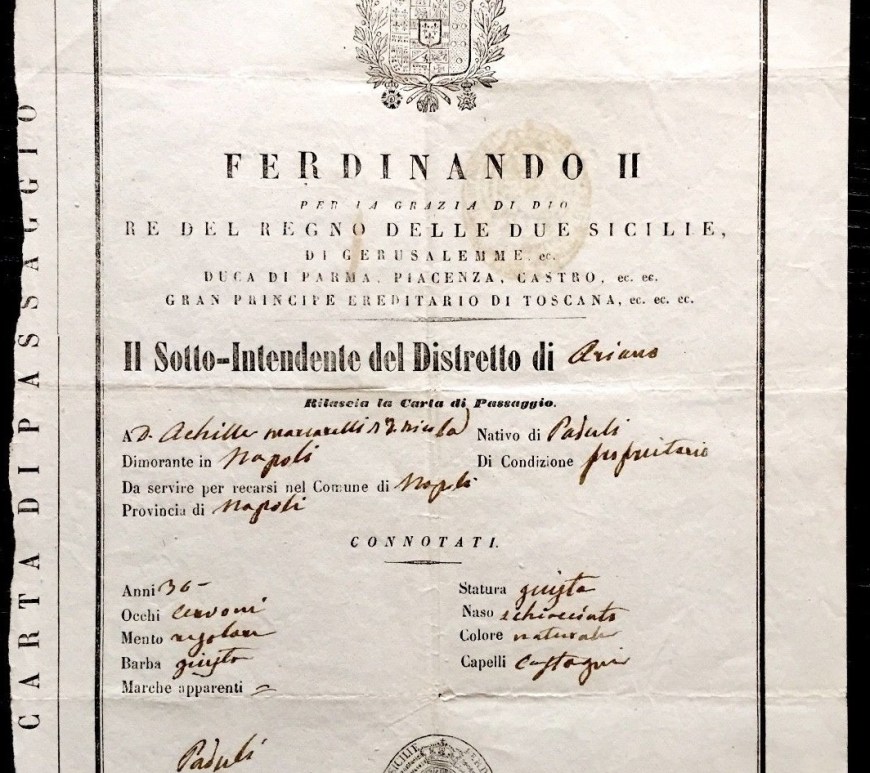 CARTA DI PASSAGGIO
FERDINANDO II
PER LA GRAZIA DI DIO
RE DEL REGNO DELLE DUE SICILIE,
DI GERUSALEMME, ec.
DUCA DI PARMA, PIACENZA, CASTRO, ec. ec.
GRAN PRINCIPE EREDITARIO DI TOSCANA, ec. ec. ec.
Il Sotto-Intendente del Distretto di Ariano
Rilascia la Carta di Passaggio.
A D. Achille Nativo di Paduli
Dimorante in Napoli Di Condizione proprietario
Da servire per recarsi nel Comune di Napoli
Provincia di Napoli
CONNOTATI.
Anni 36 Statura giusta
Occhi cervoni Naso schiacciato
Mento regolare Colore naturale
Barba giusta Capelli castagni
Marche apparenti
Paduli
SICILIE FERD